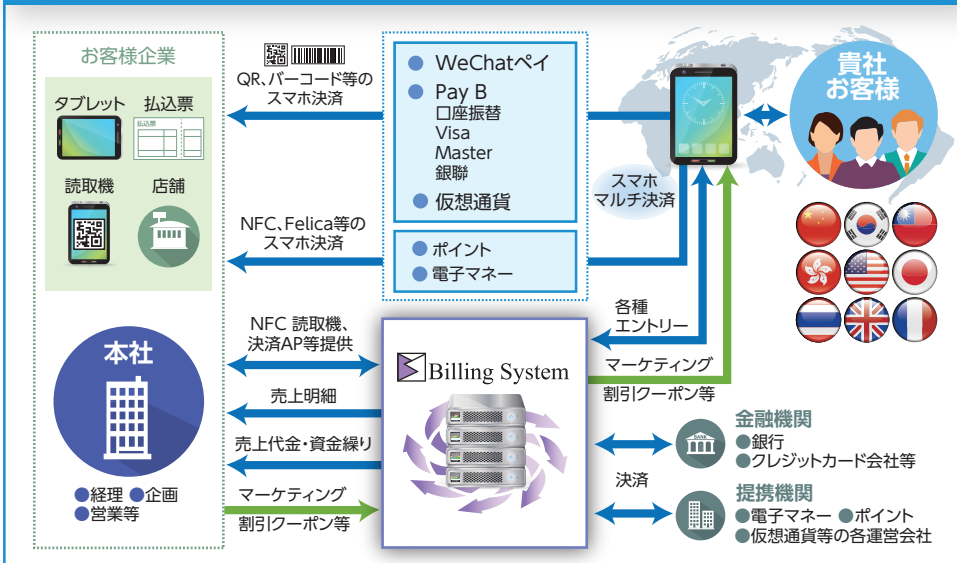 お客様企業
タブレット 払込票
払込票
読取機 店舗
QR、バーコード等の
スマホ決済
NFC、Felica等の
スマホ決済
● WeChatペイ
● Pay B
口座振替
Visa
Master
銀聯
● 仮想通貨
● ポイント
● 電子マネー
スマホ
マルチ決済
貴社
お客様
本社
●経理 ●企画
●営業等
NFC 読取機、
決済AP等提供
売上明細
売上代金・資金繰り
マーケティング
割引クーポン等
Billing System
各種
エントリー
マーケティング
割引クーポン等
決済
BANK
金融機関
●銀行
●クレジットカード会社等
提携機関
●電子マネー ●ポイント
●仮想通貨等の各運営会社